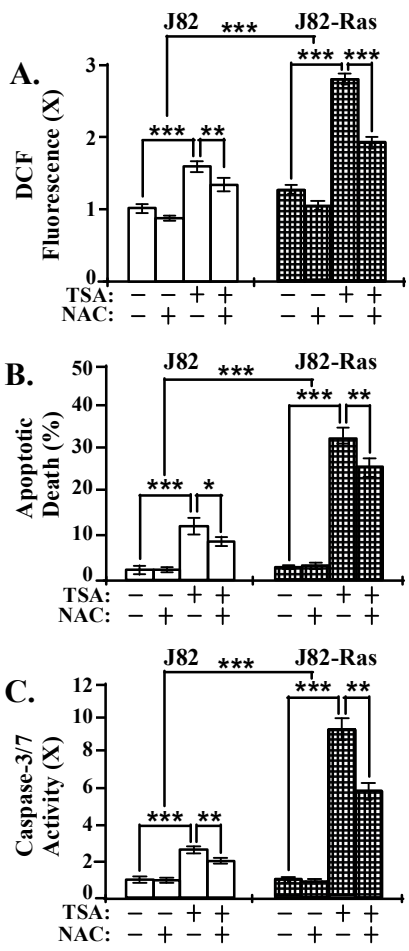 J82 J82-Ras
A.
***
*** ***
*** **
DCF
Fluorescence (X)
3
2
1
0
TSA: − − + + − − + +
NAC: − + − + − + − +
J82 J82-Ras
B.
***
*** **
*** *
Apoptotic
Death (%)
50
40
30
20
10
0
TSA: − − + + − − + +
NAC: − + − + − + − +
J82 J82-Ras
C.
***
*** **
*** **
Caspase-3/7
Activity (X)
12
10
8
6
4
2
0
TSA: − − + + − − + +
NAC: − + − + − + − +